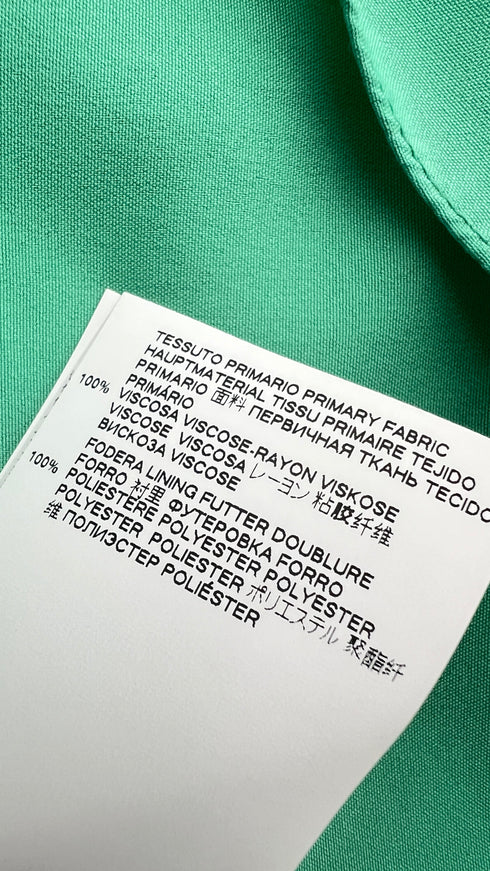 TESSUTO PRIMARIO PRIMARY FABRIC
HAUPTMATERIAL TISSU PRIMAIRE TEJIDO
PRIMARIO 面料 ПЕРВИЧНАЯ ТКАНЬ TECIDO
PRIMÁRIO
100% VISCOSA VISCOSE-RAYON VISKOSE
VISCOSE VISCOSA レーヨン 粘胶纤维
ВИСКОЗА VISCOSE
FODERA LINING FUTTER DOUBLURE
FORRO 衬里 ФУТЕРОВКА FORRO
100% POLIESTERE POLYESTER POLYESTER
POLYESTER POLIESTER ポリエステル 聚酯纤
维 ПОЛИЭСТЕР POLIÉSTER